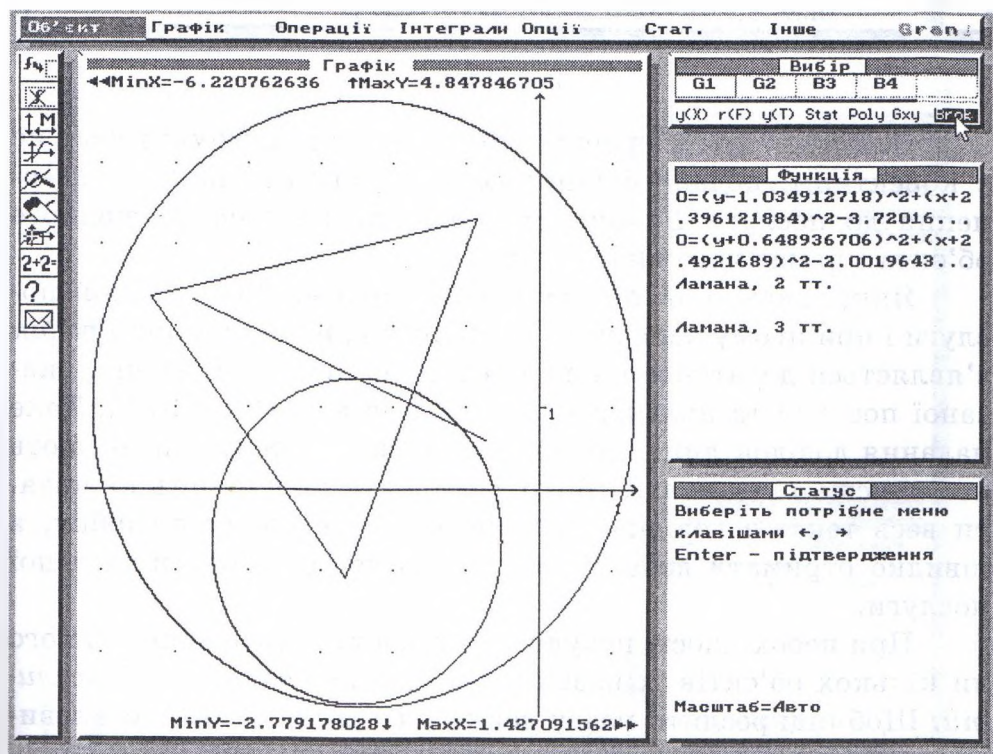 Об'єкт Графік Операції Інтеграли Опції Стат. Інше Gran1
Графік
◄◄MinX=-6.220762636 ↑MaxY=4.847846705
1
MinY=-2.779178028↓ MaxX=1.427091562►►
2+2=
?
Вибір
G1 G2 B3 B4
y(X) r(F) y(T) Stat Poly Gxy Brok
Функція
0=(y-1.034912718)^2+(x+2
.396121884)^2-3.72016...
0=(y+0.648936706)^2+(x+2
.4921689)^2-2.0019643...
Ламана, 2 тт.
Ламана, 3 тт.
Статус
Виберіть потрібне меню
клавішами ←, →
Enter - підтвердження
Масштаб=Авто